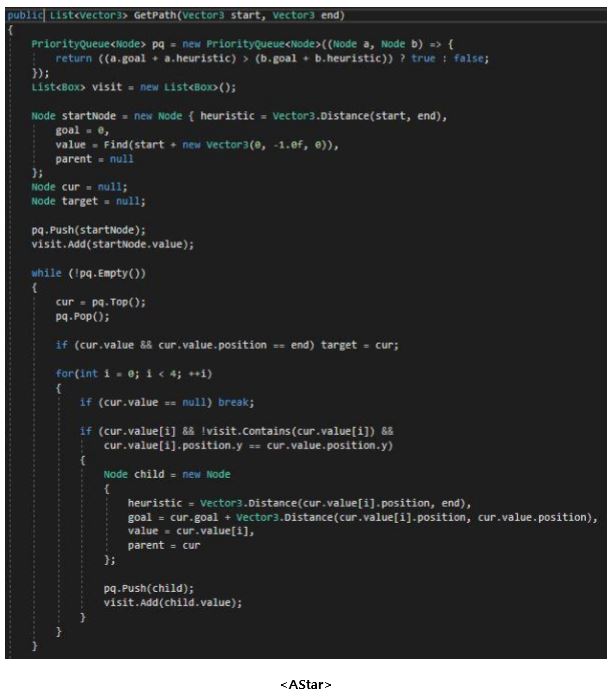 public List<Vector3> GetPath(Vector3 start, Vector3 end)
{
    PriorityQueue<Node> pq = new PriorityQueue<Node>((Node a, Node b) => {
        return ((a.goal + a.heuristic) > (b.goal + b.heuristic)) ? true : false;
    });
    List<Box> visit = new List<Box>();

    Node startNode = new Node { heuristic = Vector3.Distance(start, end),
        goal = 0,
        value = Find(start + new Vector3(0, -1.0f, 0)),
        parent = null
    };
    Node cur = null;
    Node target = null;

    pq.Push(startNode);
    visit.Add(startNode.value);

    while (!pq.Empty())
    {
        cur = pq.Top();
        pq.Pop();

        if (cur.value && cur.value.position == end) target = cur;

        for(int i = 0; i < 4; ++i)
        {
            if (cur.value == null) break;

            if (cur.value[i] && !visit.Contains(cur.value[i]) &&
                cur.value[i].position.y == cur.value.position.y)
            {
                Node child = new Node
                {
                    heuristic = Vector3.Distance(cur.value[i].position, end),
                    goal = cur.goal + Vector3.Distance(cur.value[i].position, cur.value.position),
                    value = cur.value[i],
                    parent = cur
                };

                pq.Push(child);
                visit.Add(child.value);
            }
        }
    }
<AStar>